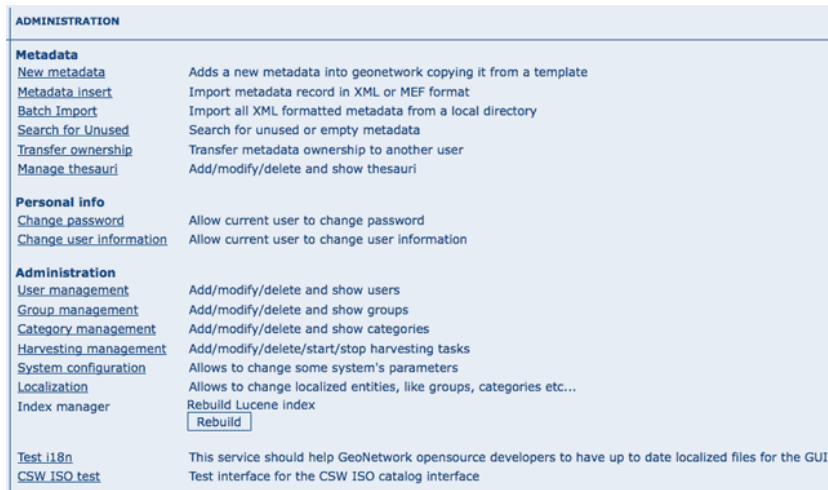 ADMINISTRATION
Metadata
New metadata Adds a new metadata into geonetwork copying it from a template
Metadata insert Import metadata record in XML or MEF format
Batch Import Import all XML formatted metadata from a local directory
Search for Unused Search for unused or empty metadata
Transfer ownership Transfer metadata ownership to another user
Manage thesauri Add/modify/delete and show thesauri
Personal info
Change password Allow current user to change password
Change user information Allow current user to change user information
Administration
User management Add/modify/delete and show users
Group management Add/modify/delete and show groups
Category management Add/modify/delete and show categories
Harvesting management Add/modify/delete/start/stop harvesting tasks
System configuration Allows to change some system's parameters
Localization Allows to change localized entities, like groups, categories etc...
Index manager Rebuild Lucene index
Rebuild
Test i18n This service should help GeoNetwork opensource developers to have up to date localized files for the GUI
CSW ISO test Test interface for the CSW ISO catalog interface